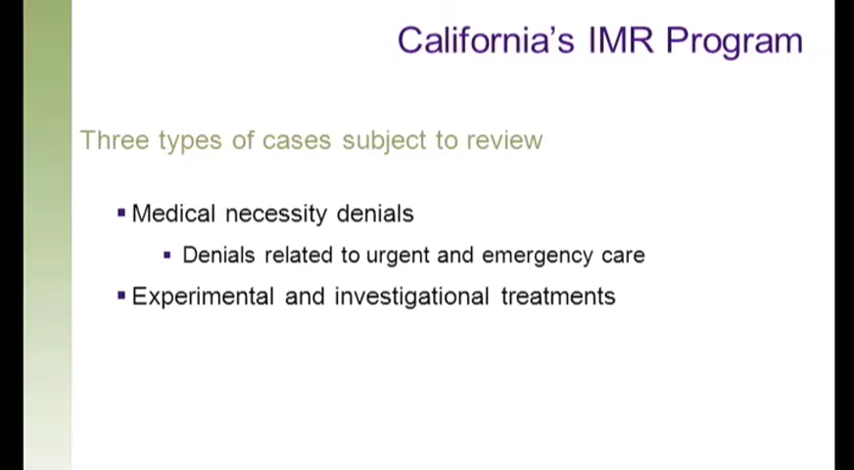 California's IMR Program
Three types of cases subject to review
▪ Medical necessity denials
▪ Denials related to urgent and emergency care
▪ Experimental and investigational treatments